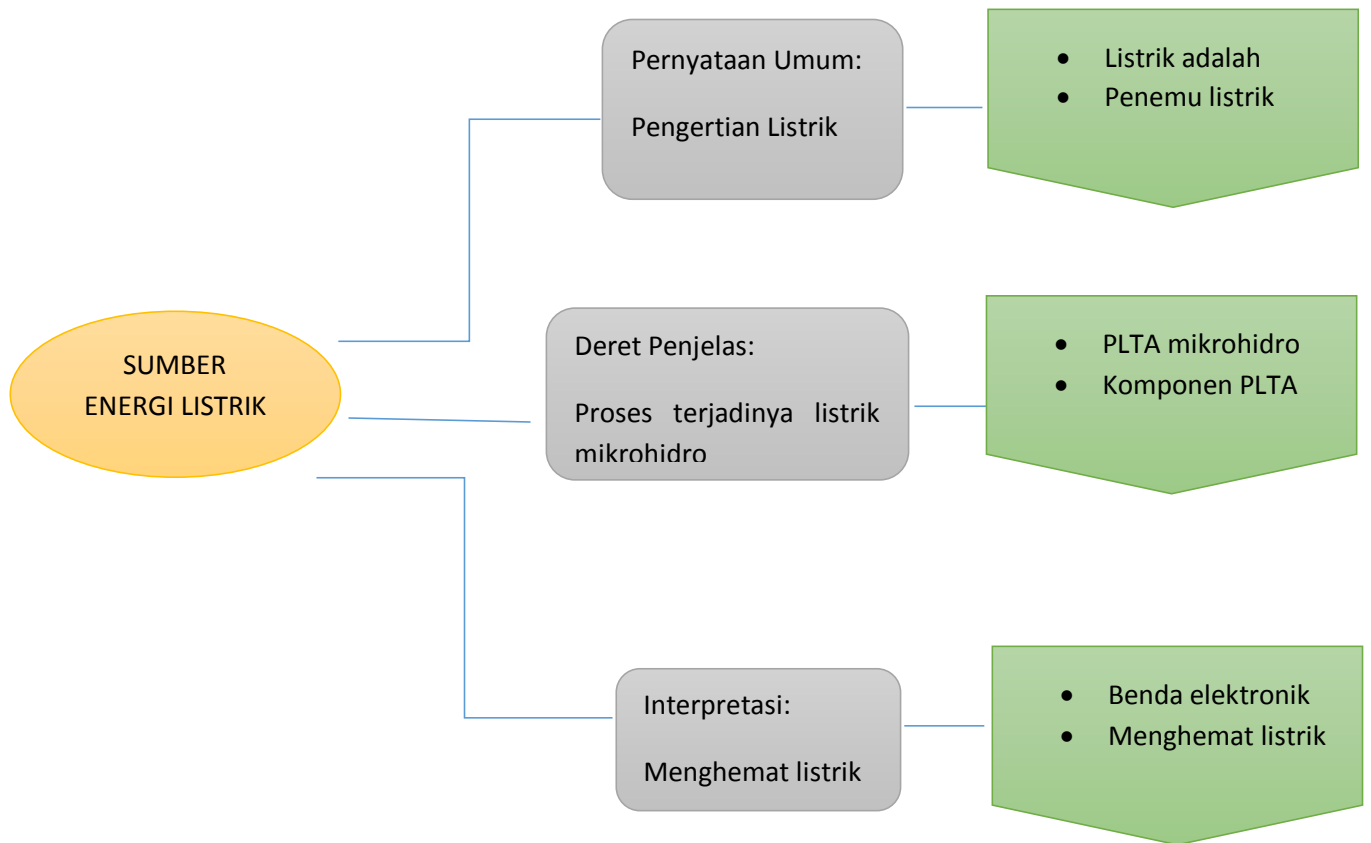 Pernyataan Umum:
Pengertian Listrik
• Listrik adalah
• Penemu listrik
SUMBER
ENERGI LISTRIK
Deret Penjelas:
Proses terjadinya listrik
mikrohidro
• PLTA mikrohidro
• Komponen PLTA
Interpretasi:
Menghemat listrik
• Benda elektronik
• Menghemat listrik